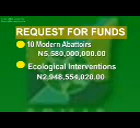 REQUEST FOR FUNDS
10 Modern Abattoirs
N5,580,000,000.00
Ecological Interventions
N2,948,554,020.00